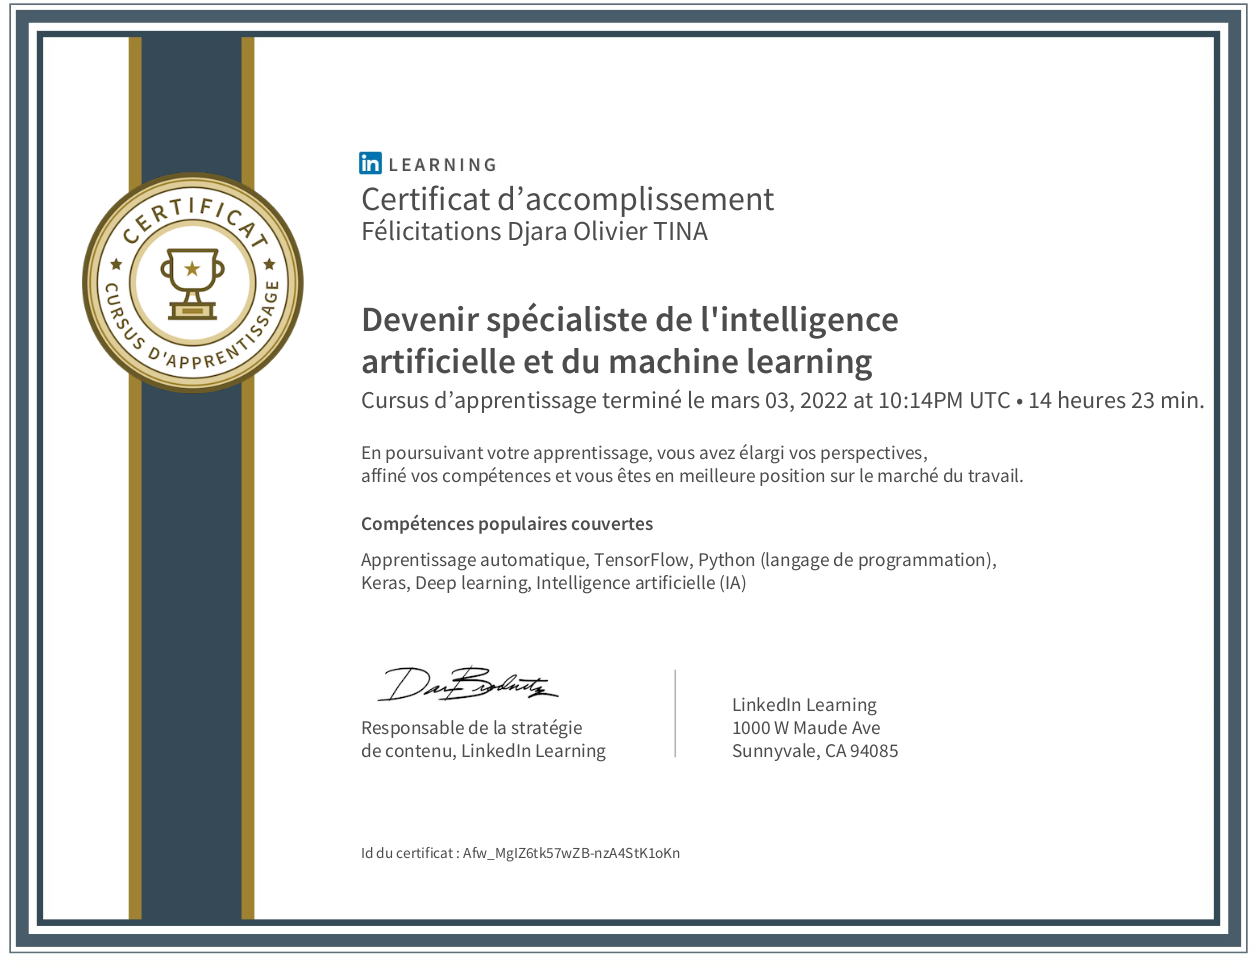 CERTIFICAT
CURSUS D'APPRENTISSAGE
in LEARNING
Certificat d’accomplissement
Félicitations Djara Olivier TINA
Devenir spécialiste de l'intelligence
artificielle et du machine learning
Cursus d’apprentissage terminé le mars 03, 2022 at 10:14PM UTC • 14 heures 23 min.
En poursuivant votre apprentissage, vous avez élargi vos perspectives,
affiné vos compétences et vous êtes en meilleure position sur le marché du travail.
Compétences populaires couvertes
Apprentissage automatique, TensorFlow, Python (langage de programmation),
Keras, Deep learning, Intelligence artificielle (IA)
Responsable de la stratégie
de contenu, LinkedIn Learning
LinkedIn Learning
1000 W Maude Ave
Sunnyvale, CA 94085
Id du certificat : Afw_MgIZ6tk57wZB-nzA4StK1oKn